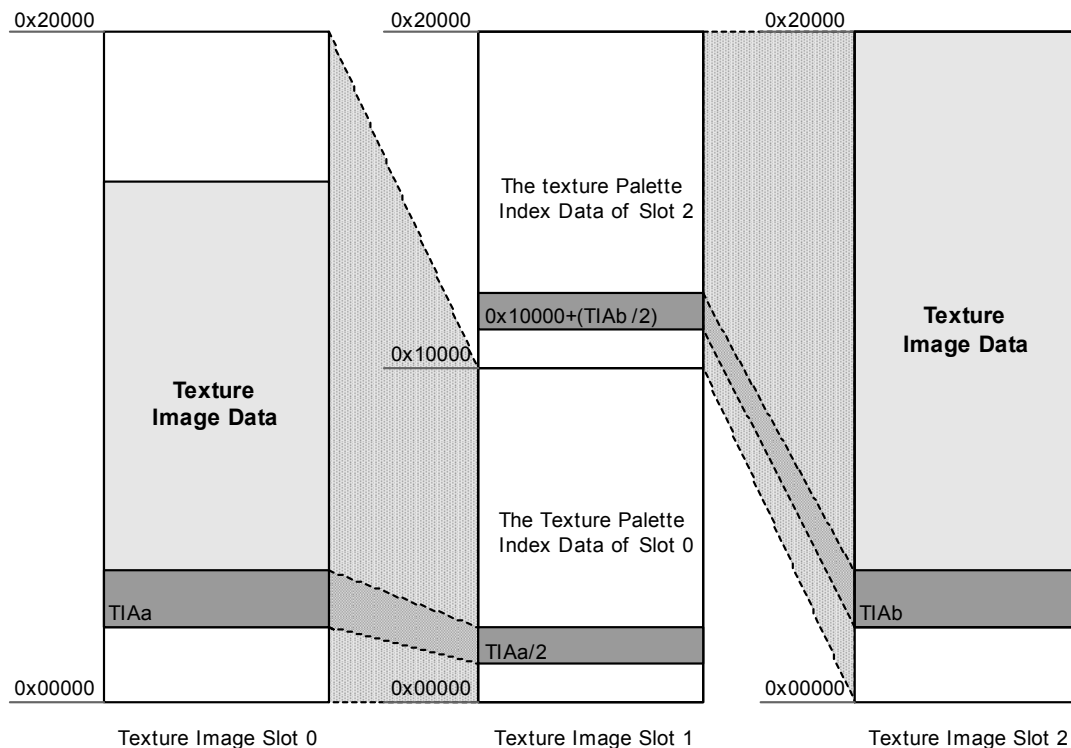 0x20000
0x20000
0x20000
The texture Palette
Index Data of Slot 2
0x10000+(TIAb /2)
0x10000
Texture
Image Data
Texture
Image Data
The Texture Palette
Index Data of Slot 0
TIAa
TIAa/2
TIAb
0x00000
0x00000
0x00000
Texture Image Slot 0
Texture Image Slot 1
Texture Image Slot 2